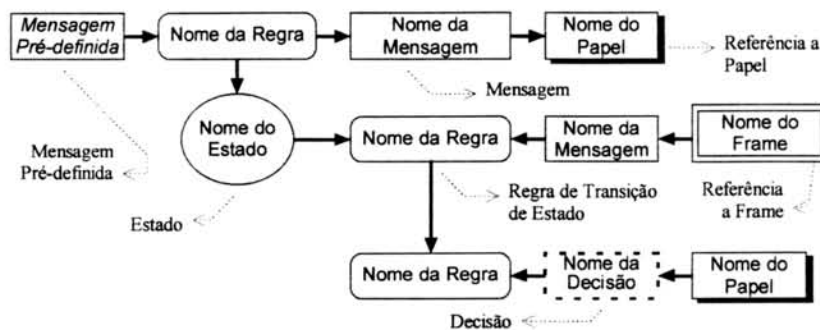 Mensagem
Pré-definida
Nome da Regra
Nome da
Mensagem
Nome do
Papel
Referência a
Papel
Mensagem
Nome do
Estado
Nome da Regra
Nome da
Mensagem
Nome do
Frame
Mensagem
Pré-definida
Regra de Transição
de Estado
Referência
a Frame
Estado
Nome da Regra
Nome da
Decisão
Nome do
Papel
Decisão